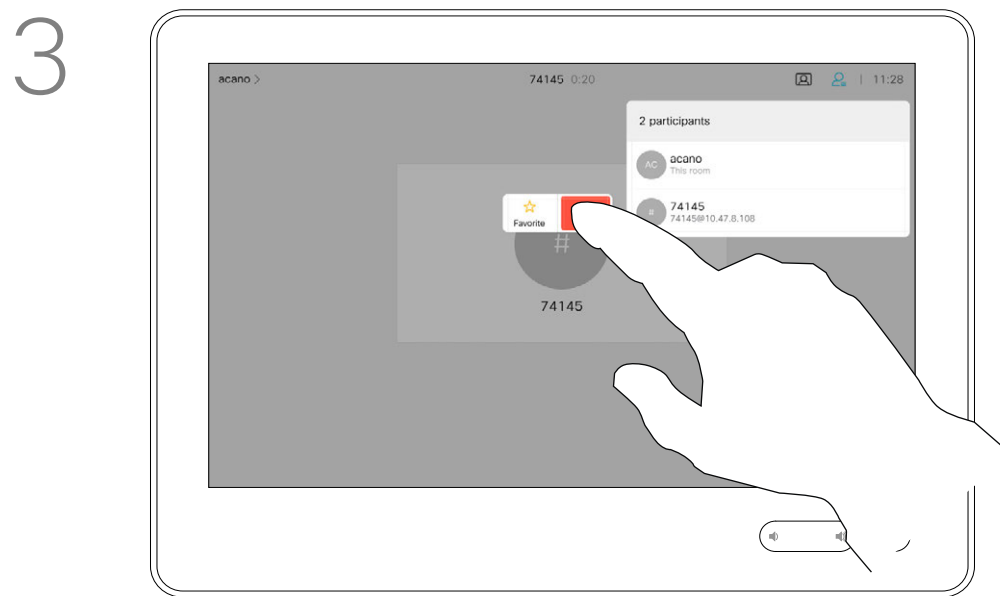 3
acano >
74145 0:20
11:28
2 participants
AC
acano
This room
#
74145
74145@10.47.8.108
Favorite
#
74145